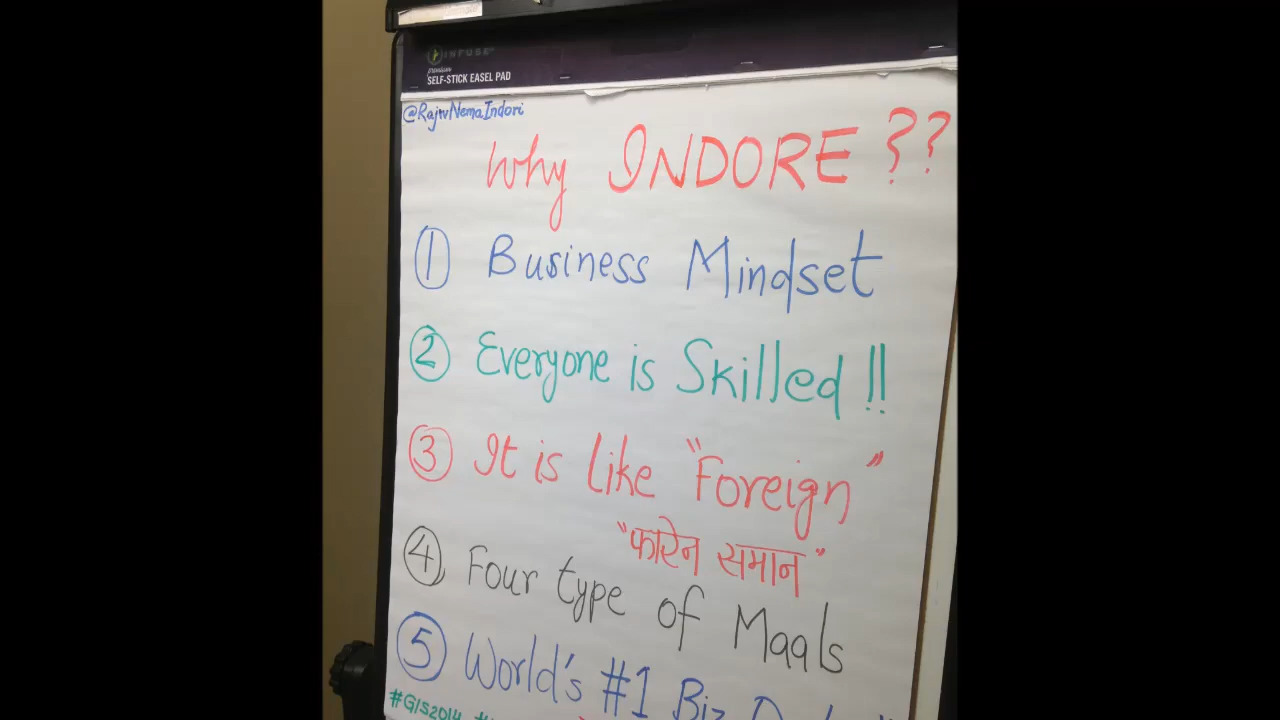 INFUSE
premium
SELF-STICK EASEL PAD
@RajivNemaIndori
Why INDORE ??
① Business Mindset
② Everyone is Skilled !!
③ It is like "Foreign"
"फारेन समान"
④ Four type of Maals
⑤ World's #1 Biz
#GIS2014